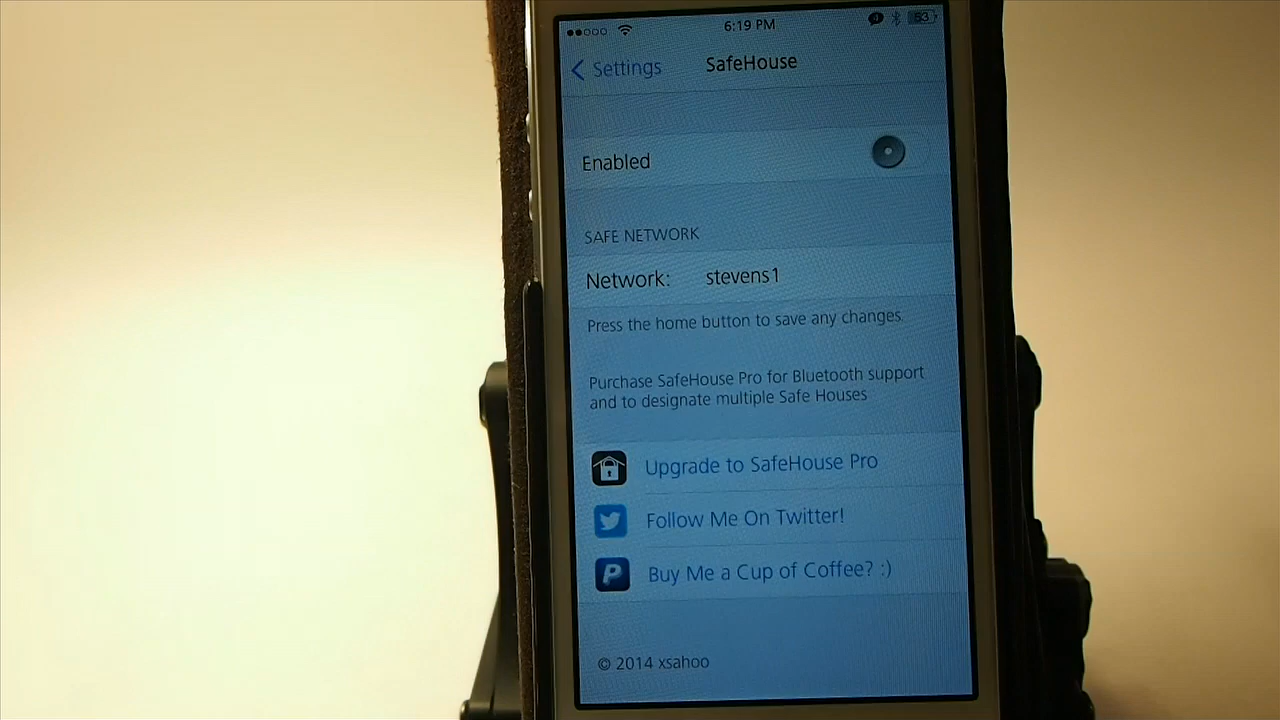 6:19 PM
53
Settings
SafeHouse
Enabled
SAFE NETWORK
Network: stevens1
Press the home button to save any changes.
Purchase SafeHouse Pro for Bluetooth support
and to designate multiple Safe Houses
Upgrade to SafeHouse Pro
Follow Me On Twitter!
Buy Me a Cup of Coffee? :)
© 2014 xsahoo